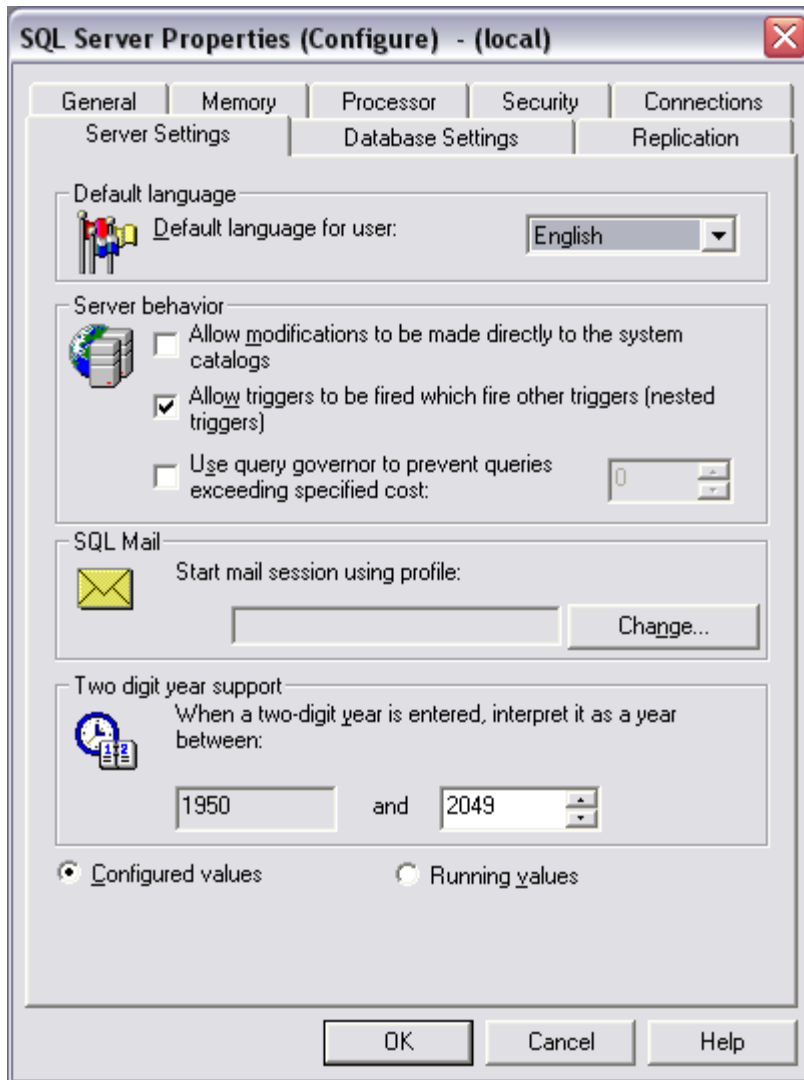 SQL Server Properties (Configure) - (local)
General Memory Processor Security Connections
Server Settings Database Settings Replication
Default language
Default language for user: English
Server behavior
Allow modifications to be made directly to the system
catalogs
Allow triggers to be fired which fire other triggers (nested
triggers)
Use query governor to prevent queries
exceeding specified cost: 0
SQL Mail
Start mail session using profile:
Change...
Two digit year support
When a two-digit year is entered, interpret it as a year
between:
1950 and 2049
Configured values Running values
OK Cancel Help